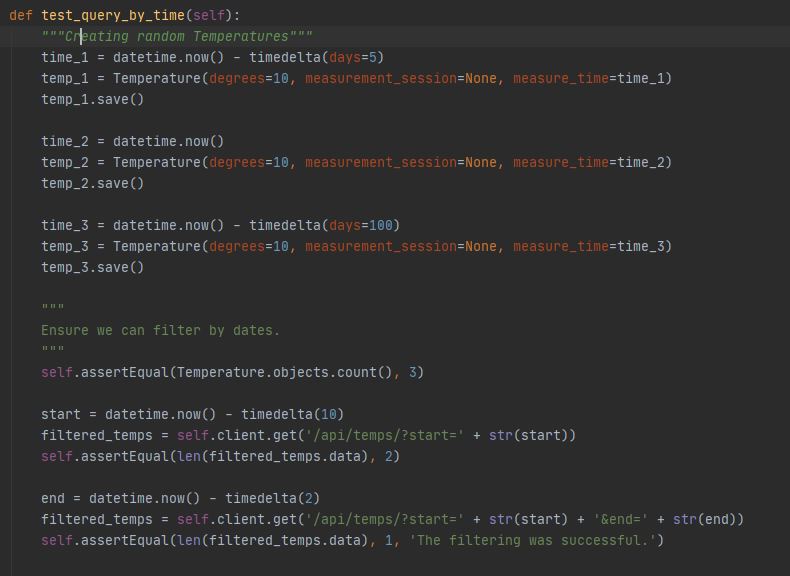 def test_query_by_time(self):
    """Creating random Temperatures"""
    time_1 = datetime.now() - timedelta(days=5)
    temp_1 = Temperature(degrees=10, measurement_session=None, measure_time=time_1)
    temp_1.save()

    time_2 = datetime.now()
    temp_2 = Temperature(degrees=10, measurement_session=None, measure_time=time_2)
    temp_2.save()

    time_3 = datetime.now() - timedelta(days=100)
    temp_3 = Temperature(degrees=10, measurement_session=None, measure_time=time_3)
    temp_3.save()

    """
    Ensure we can filter by dates.
    """
    self.assertEqual(Temperature.objects.count(), 3)

    start = datetime.now() - timedelta(10)
    filtered_temps = self.client.get('/api/temps/?start=' + str(start))
    self.assertEqual(len(filtered_temps.data), 2)

    end = datetime.now() - timedelta(2)
    filtered_temps = self.client.get('/api/temps/?start=' + str(start) + '&end=' + str(end))
    self.assertEqual(len(filtered_temps.data), 1, 'The filtering was successful.')